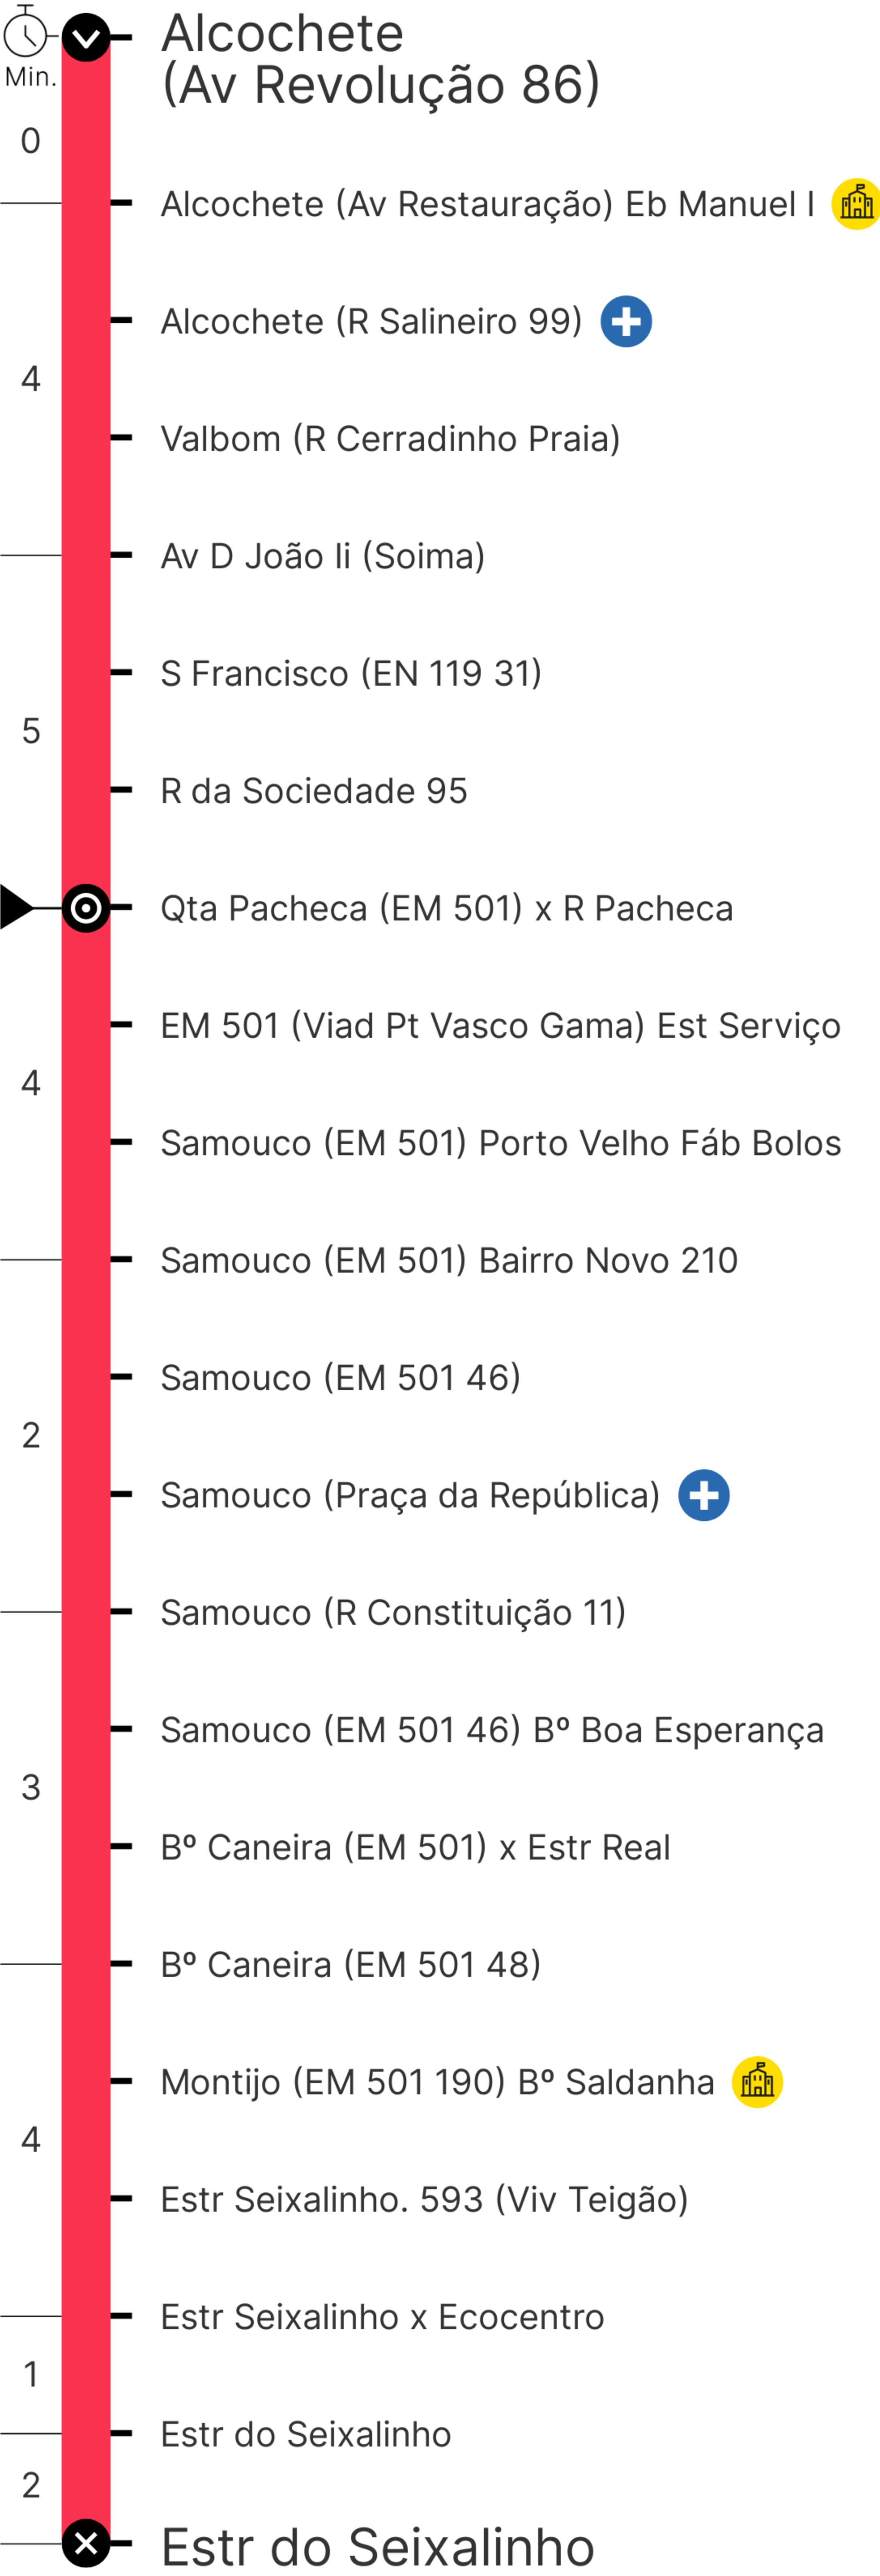 Min.
Alcochete
(Av Revolução 86)
0
Alcochete (Av Restauração) Eb Manuel I
Alcochete (R Salineiro 99)
4
Valbom (R Cerradinho Praia)
Av D João Ii (Soima)
S Francisco (EN 119 31)
5
R da Sociedade 95
Qta Pacheca (EM 501) x R Pacheca
EM 501 (Viad Pt Vasco Gama) Est Serviço
4
Samouco (EM 501) Porto Velho Fáb Bolos
Samouco (EM 501) Bairro Novo 210
Samouco (EM 501 46)
2
Samouco (Praça da República)
Samouco (R Constituição 11)
Samouco (EM 501 46) Bº Boa Esperança
3
Bº Caneira (EM 501) x Estr Real
Bº Caneira (EM 501 48)
Montijo (EM 501 190) Bº Saldanha
4
Estr Seixalinho. 593 (Viv Teigão)
Estr Seixalinho x Ecocentro
1
Estr do Seixalinho
2
Estr do Seixalinho